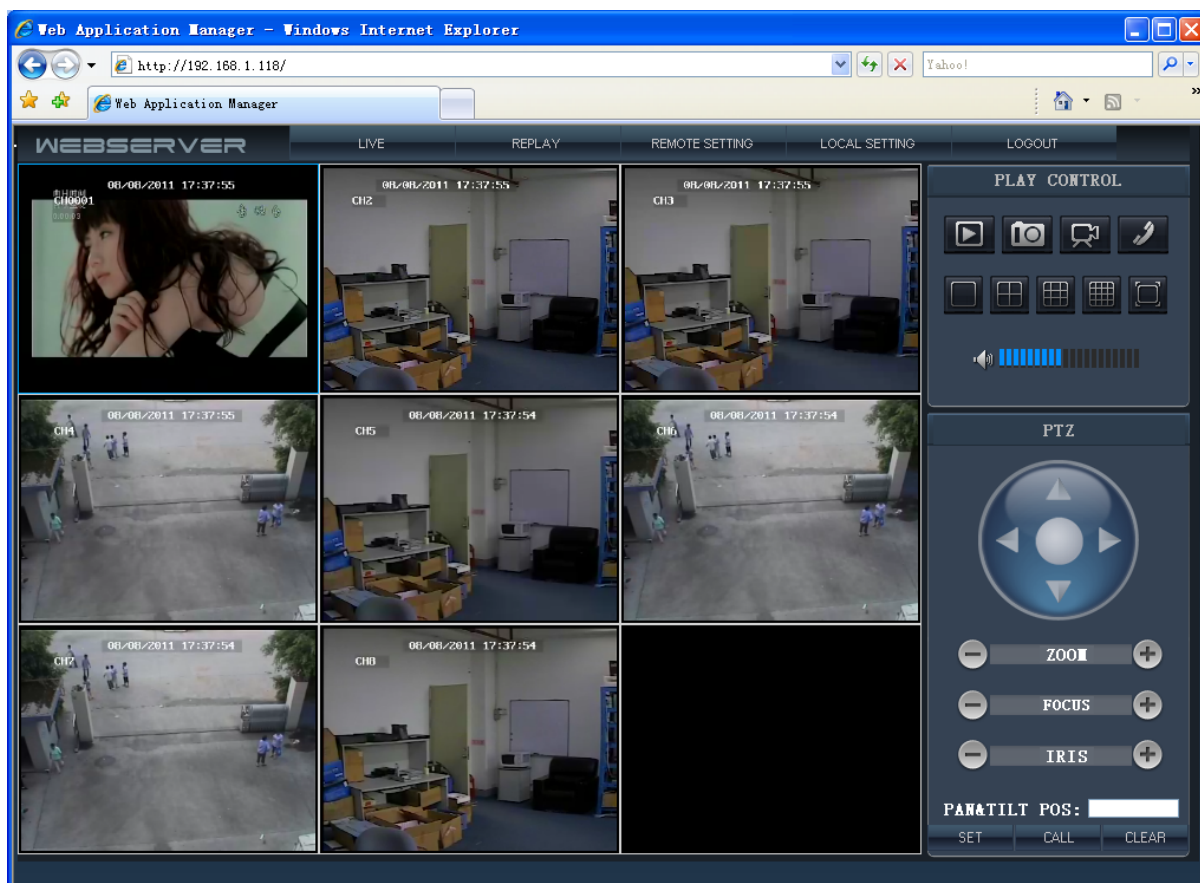 Web Application Manager - Windows Internet Explorer
http://192.168.1.118/
Yahoo!
Web Application Manager
WEBSERVER
LIVE
REPLAY
REMOTE SETTING
LOCAL SETTING
LOGOUT
08/08/2011 17:37:55
CH0001
08/08/2011 17:37:55
CH2
08/08/2011 17:37:55
CH3
PLAY CONTROL
08/08/2011 17:37:55
CH4
08/08/2011 17:37:54
CH5
08/08/2011 17:37:54
CH6
PTZ
08/08/2011 17:37:54
CH7
08/08/2011 17:37:54
CH8
ZOOM
FOCUS
IRIS
PAN&TILT POS:
SET
CALL
CLEAR